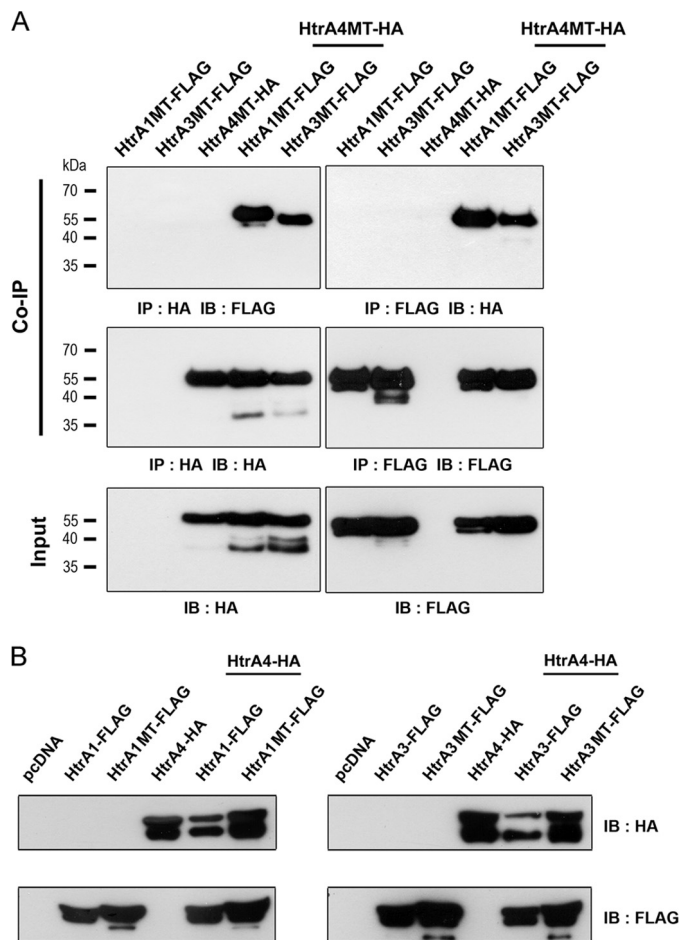 A
HtrA4MT-HA HtrA4MT-HA
HtrA1MT-FLAG HtrA3MT-FLAG HtrA4MT-HA HtrA1MT-FLAG HtrA3MT-FLAG HtrA1MT-FLAG HtrA3MT-FLAG HtrA4MT-HA HtrA1MT-FLAG HtrA3MT-FLAG
kDa
70
55
40
35
Co-IP
IP : HA IB : FLAG IP : FLAG IB : HA
70
55
40
35
IP : HA IB : HA IP : FLAG IB : FLAG
Input
55
40
35
IB : HA IB : FLAG
B
HtrA4-HA HtrA4-HA
pcDNA HtrA1-FLAG HtrA1MT-FLAG HtrA4-HA HtrA1-FLAG HtrA1MT-FLAG pcDNA HtrA3-FLAG HtrA3MT-FLAG HtrA4-HA HtrA3-FLAG HtrA3MT-FLAG
IB : HA
IB : FLAG